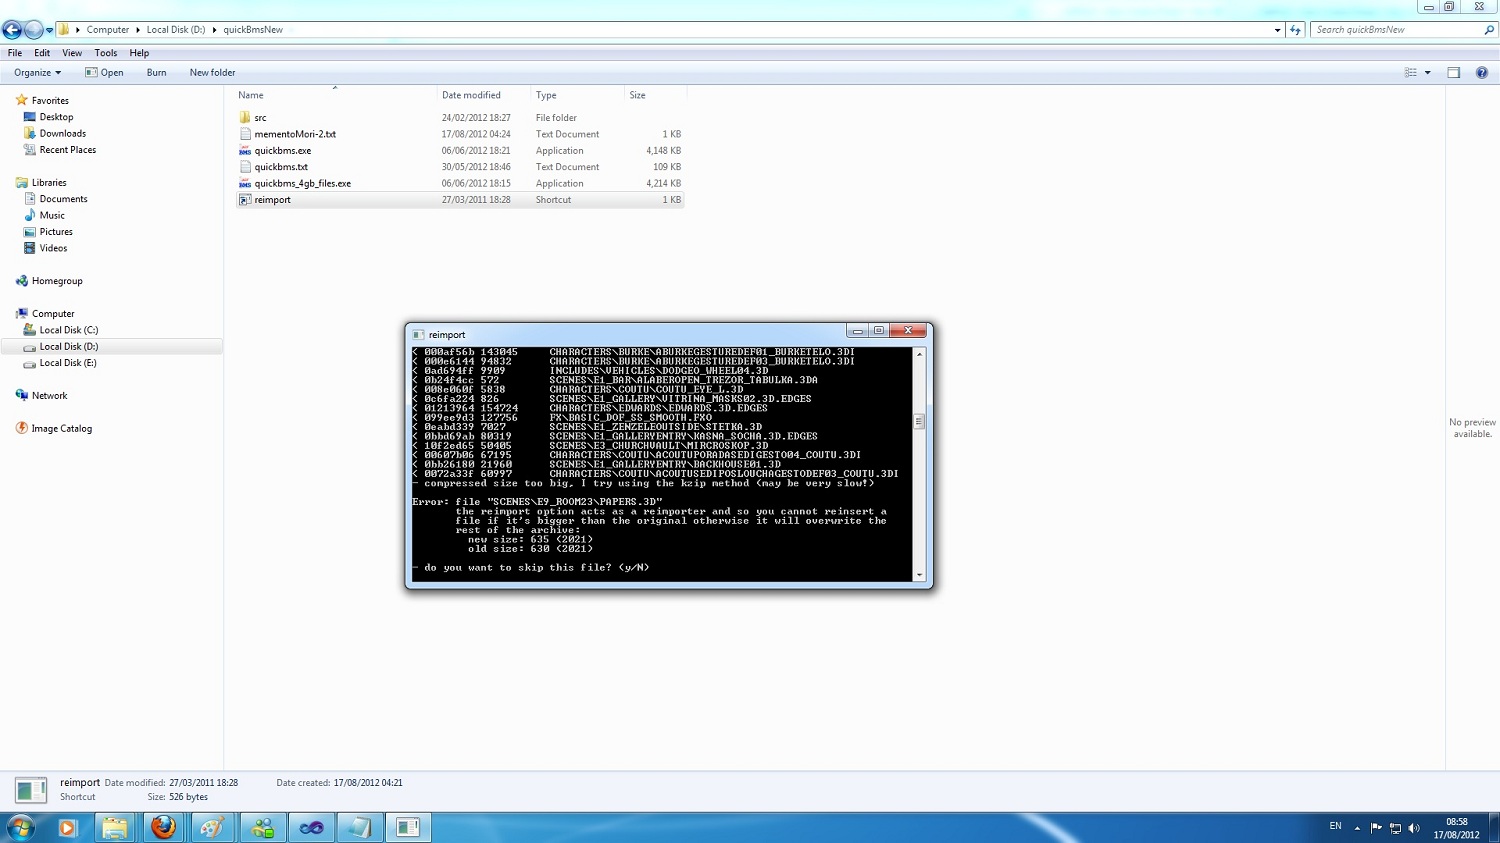 Computer Local Disk (D:) quickBmsNew
Search quickBmsNew
File Edit View Tools Help
Organize Open Burn New folder
Name Date modified Type Size
src 24/02/2012 18:27 File folder
mementoMori-2.txt 17/08/2012 04:24 Text Document 1 KB
quickbms.exe 06/06/2012 18:21 Application 4,148 KB
quickbms.txt 30/05/2012 18:46 Text Document 109 KB
quickbms_4gb_files.exe 06/06/2012 18:15 Application 4,214 KB
reimport 27/03/2011 18:28 Shortcut 1 KB
Favorites
Desktop
Downloads
Recent Places
Libraries
Documents
Music
Pictures
Videos
Homegroup
Computer
Local Disk (C:)
Local Disk (D:)
Local Disk (E:)
Network
Image Catalog
reimport
< 000af56b 143045 CHARACTERS\BURKE\ABURKEGESTUREDEF01_BURKETELO.3DI
< 000e6144 94832 CHARACTERS\BURKE\ABURKEGESTUREDEF03_BURKETELO.3DI
< 0ad694ff 9909 INCLUDES\VEHICLES\DODGEO_WHEEL04.3D
< 0b24f4cc 572 SCENES\E1_BAR\ALABEROPEN_TREZOR_TABULKA.3DA
< 008e060f 5838 CHARACTERS\COUTU\COUTU_EYE_L.3D
< 0c6fa224 826 SCENES\E1_GALLERY\VITRINA_MASKS02.3D.EDGES
< 01213964 154724 CHARACTERS\EDWARDS\EDWARDS.3D.EDGES
< 099ee9d3 127756 FX\BASIC_DOF_SS_SMOOTH.FXO
< 0eabd339 7027 SCENES\E1_ZENZELEOUTSIDE\STETKA.3D
< 0bbd69ab 80319 SCENES\E1_GALLERYENTRY\KASNA_SOCHA.3D.EDGES
< 10f2ed65 50405 SCENES\E3_CHURCHVAULT\MIRCROSKOP.3D
< 00607b06 67195 CHARACTERS\COUTU\ACOUTUPORADASEDIGESTO04_COUTU.3DI
< 0bb26180 21960 SCENES\E1_GALLERYENTRY\BACKHOUSE01.3D
< 0072a33f 60997 CHARACTERS\COUTU\ACOUTUSEDIPOSLOUCHAGESTODEF03_COUTU.3DI
- compressed size too big, I try using the kzip method (may be very slow!)
Error: file "SCENES\E9_ROOM23\PAPERS.3D"
the reimport option acts as a reimporter and so you cannot reinsert a
file if it's bigger than the original otherwise it will overwrite the
rest of the archive:
new size: 635 (2021)
old size: 630 (2021)
- do you want to skip this file? (y/N)
No preview
available.
reimport Date modified: 27/03/2011 18:28 Date created: 17/08/2012 04:21
Shortcut Size: 526 bytes
EN
08:58
17/08/2012